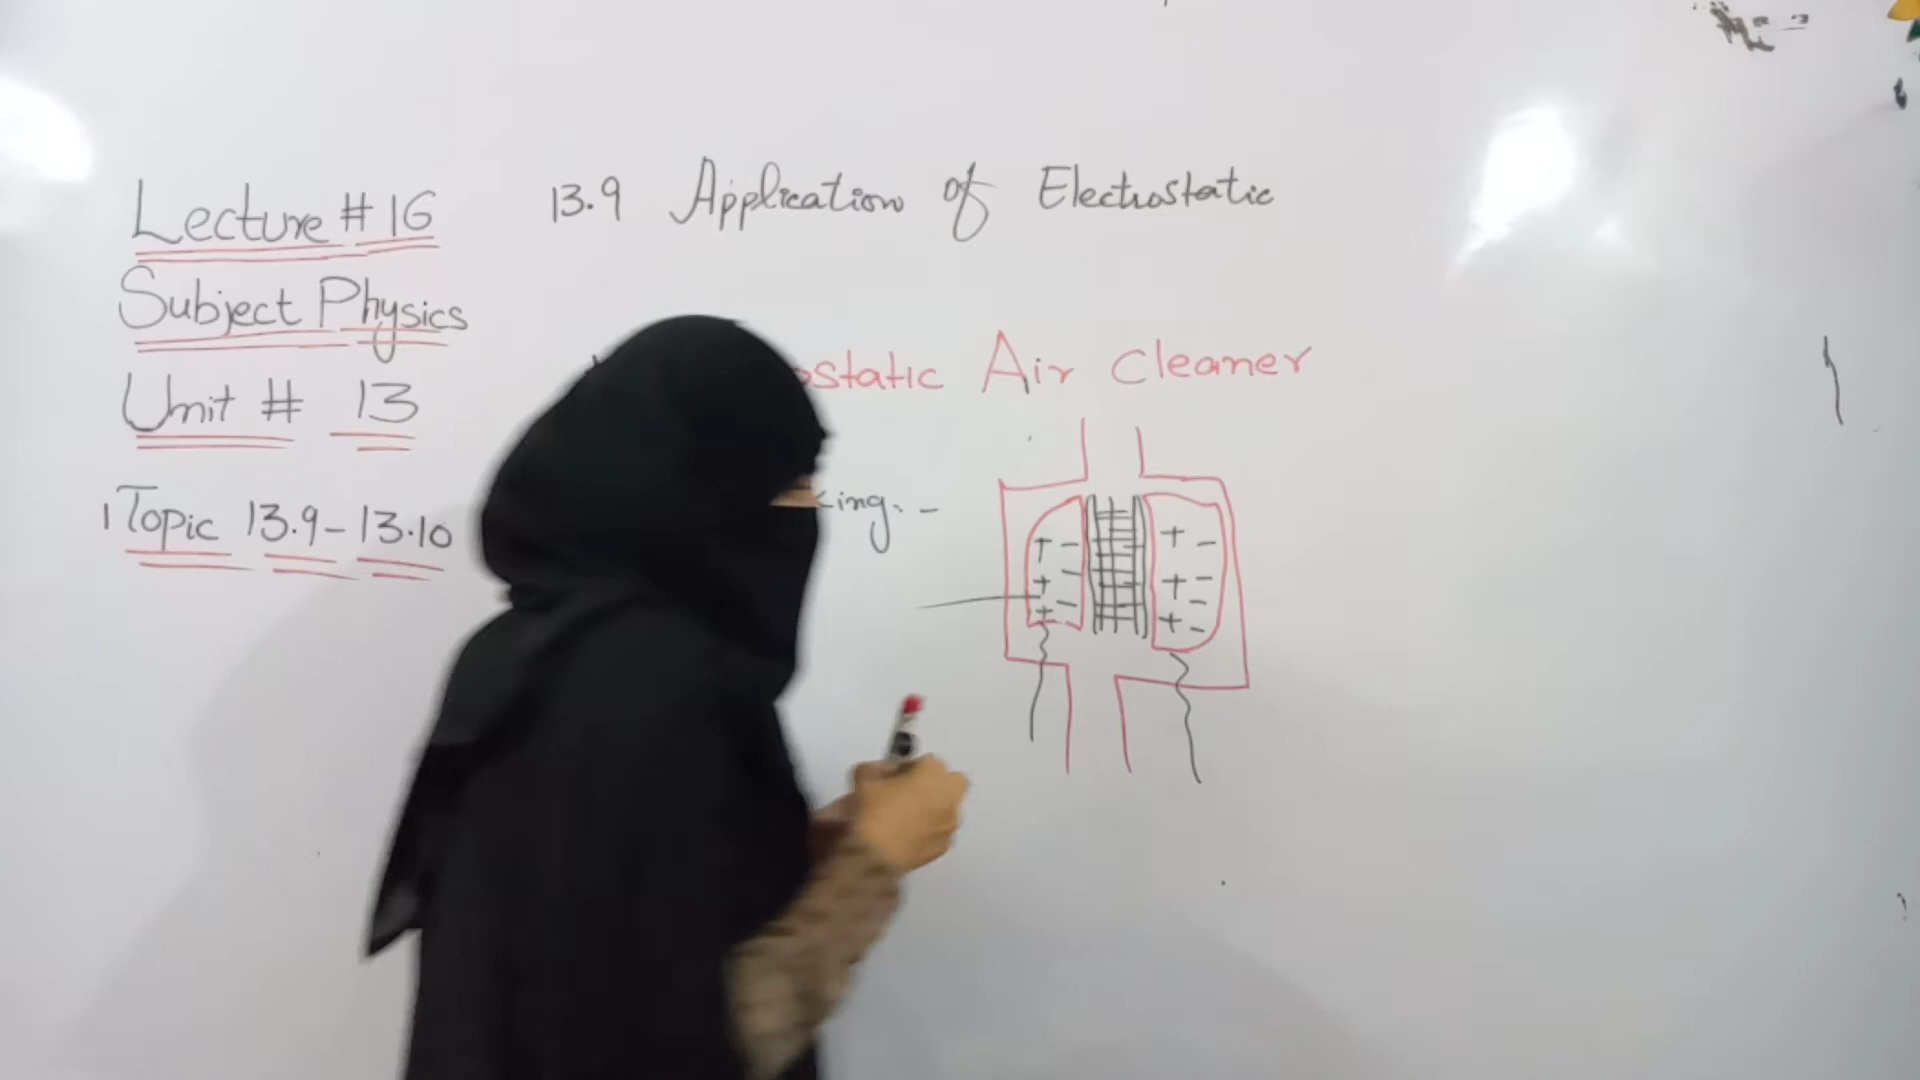 Lecture # 16
Subject Physics
Unit # 13
Topic 13.9-13.10
13.9 Application of Electrostatic
ostatic Air Cleaner
king:-
+ -
+ -
+ -
+ -
+ -
+ -